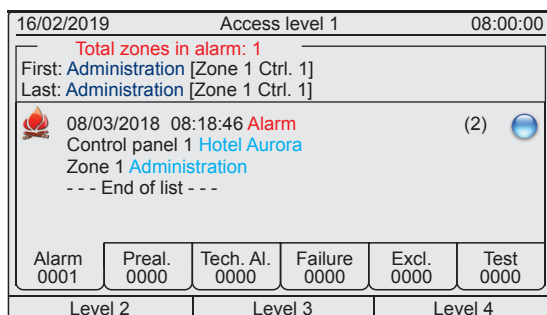 16/02/2019 Access level 1 08:00:00
Total zones in alarm: 1
First: Administration [Zone 1 Ctrl. 1]
Last: Administration [Zone 1 Ctrl. 1]
08/03/2018 08:18:46 Alarm (2)
Control panel 1 Hotel Aurora
Zone 1 Administration
- - - End of list - - -
Alarm Preal. Tech. Al. Failure Excl. Test
0001 0000 0000 0000 0000 0000
Level 2 Level 3 Level 4